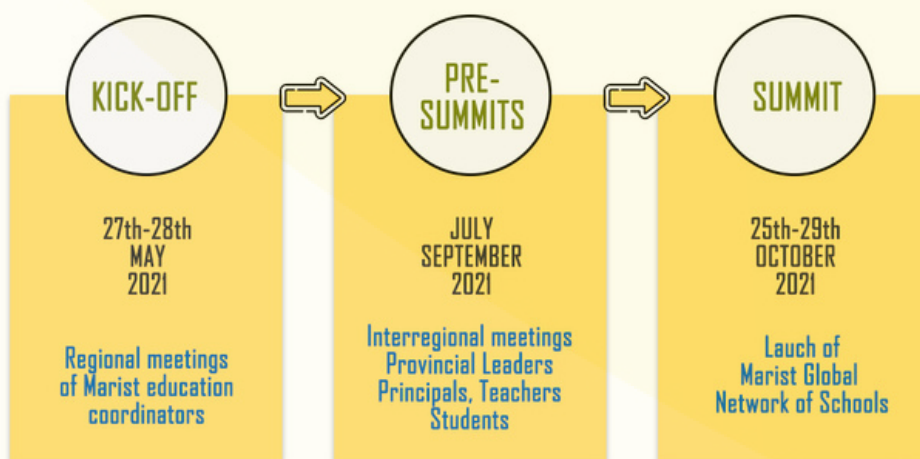 KICK-OFF
27th-28th
MAY
2021
Regional meetings
of Marist education
coordinators
PRE-
SUMMITS
JULY
SEPTEMBER
2021
Interregional meetings
Provincial Leaders
Principals, Teachers
Students
SUMMIT
25th-29th
OCTOBER
2021
Lauch of
Marist Global
Network of Schools